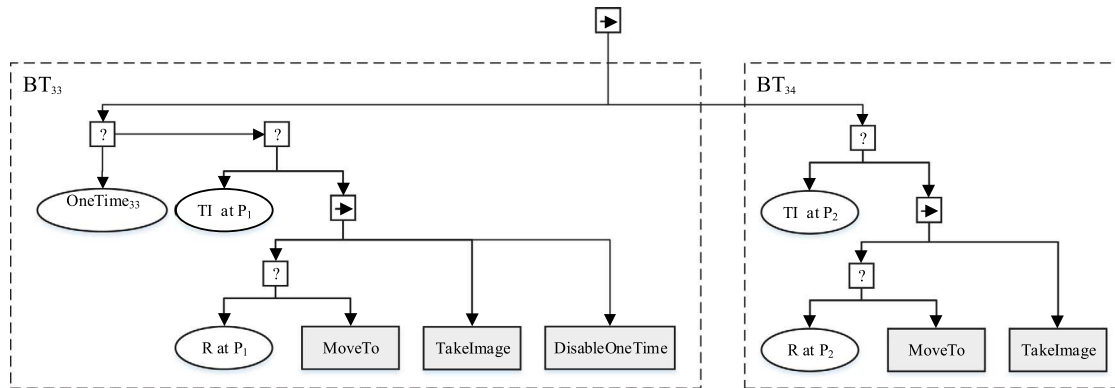 BT33
BT34
?
?
?
OneTime33
TI at P1
TI at P2
?
?
R at P1
MoveTo
TakeImage
DisableOneTime
R at P2
MoveTo
TakeImage